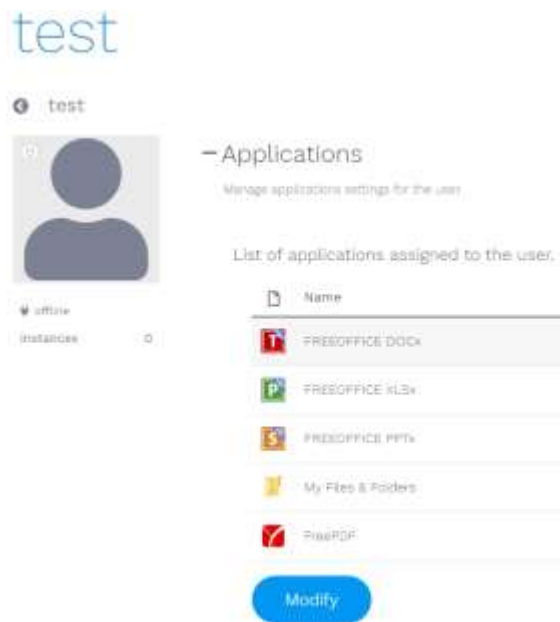 test
test
Applications
Manage applications settings for the user
List of applications assigned to the user.
offline
Instances 0
Name
FREEOFFICE DOCx
FREEOFFICE XLSx
FREEOFFICE PPTx
My Files & Folders
FreePDF
Modify